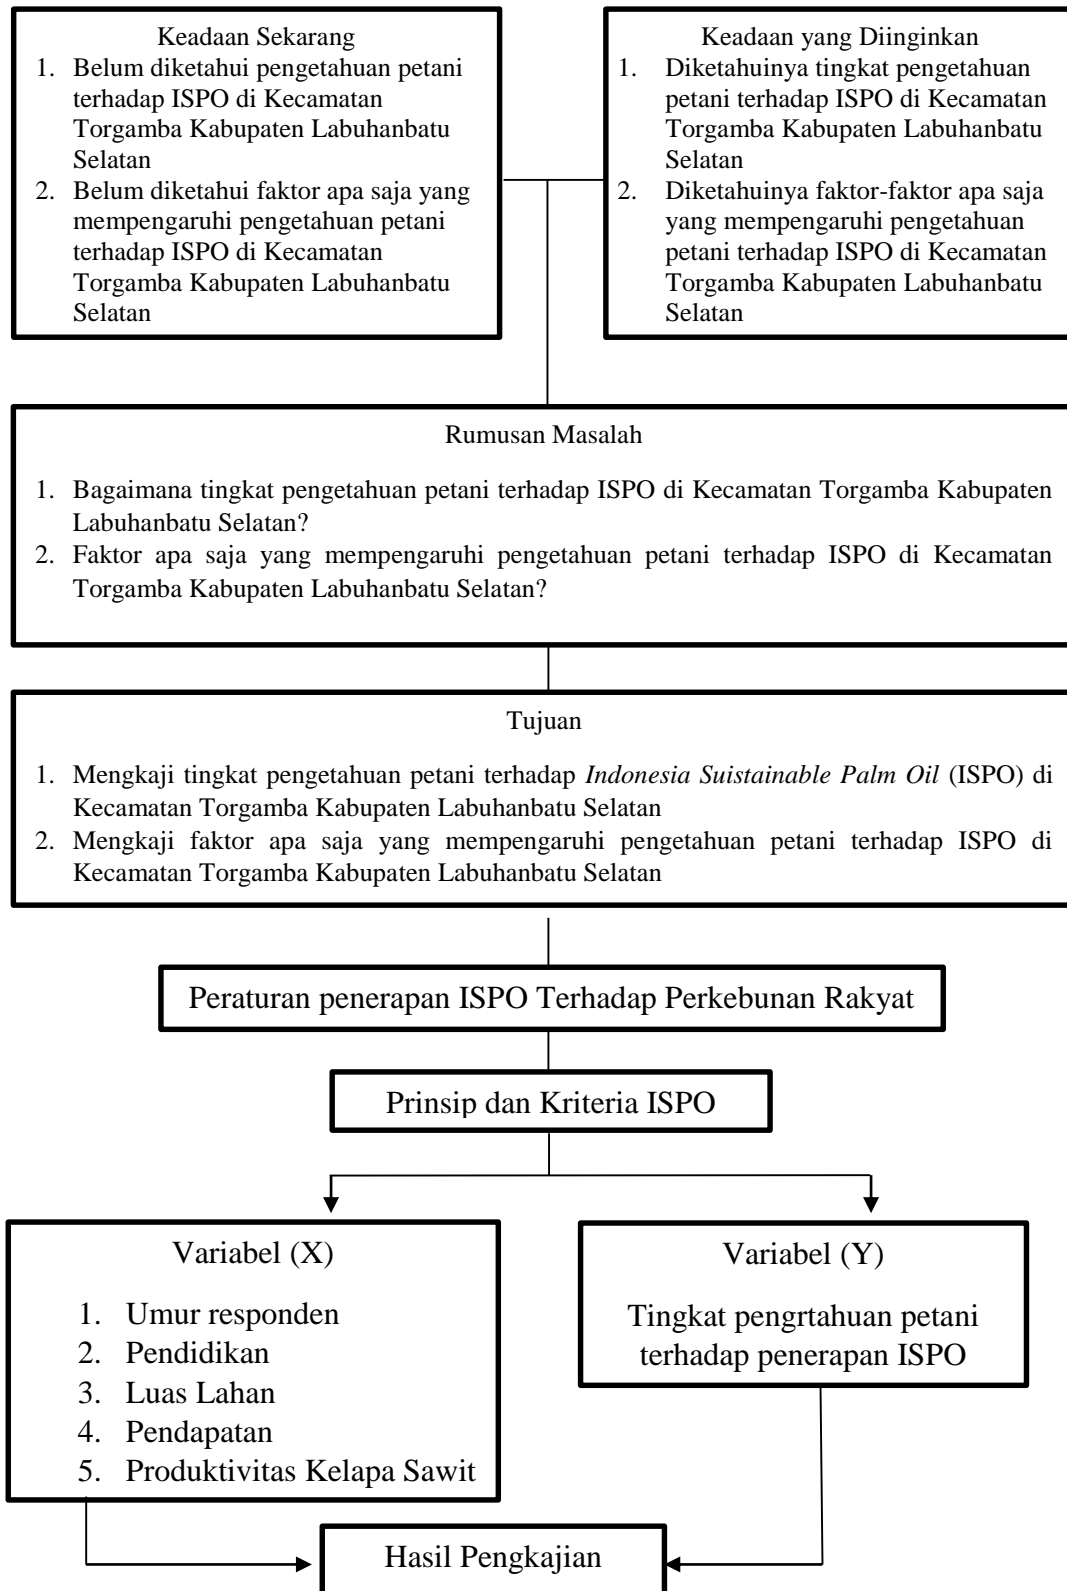 Keadaan Sekarang
1. Belum diketahui pengetahuan petani
terhadap ISPO di Kecamatan
Torgamba Kabupaten Labuhanbatu
Selatan
2. Belum diketahui faktor apa saja yang
mempengaruhi pengetahuan petani
terhadap ISPO di Kecamatan
Torgamba Kabupaten Labuhanbatu
Selatan
Keadaan yang Diinginkan
1. Diketahuinya tingkat pengetahuan
petani terhadap ISPO di Kecamatan
Torgamba Kabupaten Labuhanbatu
Selatan
2. Diketahuinya faktor-faktor apa saja
yang mempengaruhi pengetahuan
petani terhadap ISPO di Kecamatan
Torgamba Kabupaten Labuhanbatu
Selatan
Rumusan Masalah
1. Bagaimana tingkat pengetahuan petani terhadap ISPO di Kecamatan Torgamba Kabupaten
Labuhanbatu Selatan?
2. Faktor apa saja yang mempengaruhi pengetahuan petani terhadap ISPO di Kecamatan
Torgamba Kabupaten Labuhanbatu Selatan?
Tujuan
1. Mengkaji tingkat pengetahuan petani terhadap Indonesia Suistainable Palm Oil (ISPO) di
Kecamatan Torgamba Kabupaten Labuhanbatu Selatan
2. Mengkaji faktor apa saja yang mempengaruhi pengetahuan petani terhadap ISPO di
Kecamatan Torgamba Kabupaten Labuhanbatu Selatan
Peraturan penerapan ISPO Terhadap Perkebunan Rakyat
Prinsip dan Kriteria ISPO
Variabel (X)
1. Umur responden
2. Pendidikan
3. Luas Lahan
4. Pendapatan
5. Produktivitas Kelapa Sawit
Variabel (Y)
Tingkat pengrtahuan petani
terhadap penerapan ISPO
Hasil Pengkajian